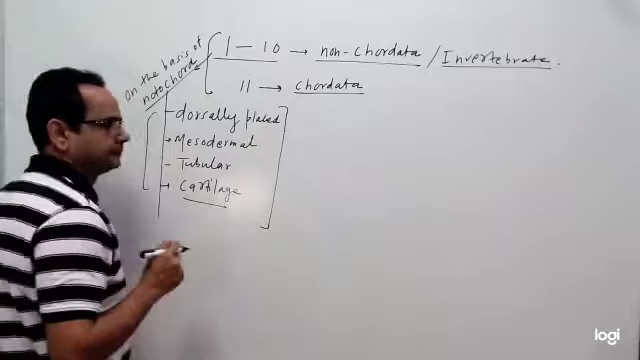 on the basis of
notochord
1 – 10 → non-chordata / Invertebrate.
11 → chordata
- dorsally placed
→ Mesodermal
- Tubular
→ Cartilage
logi